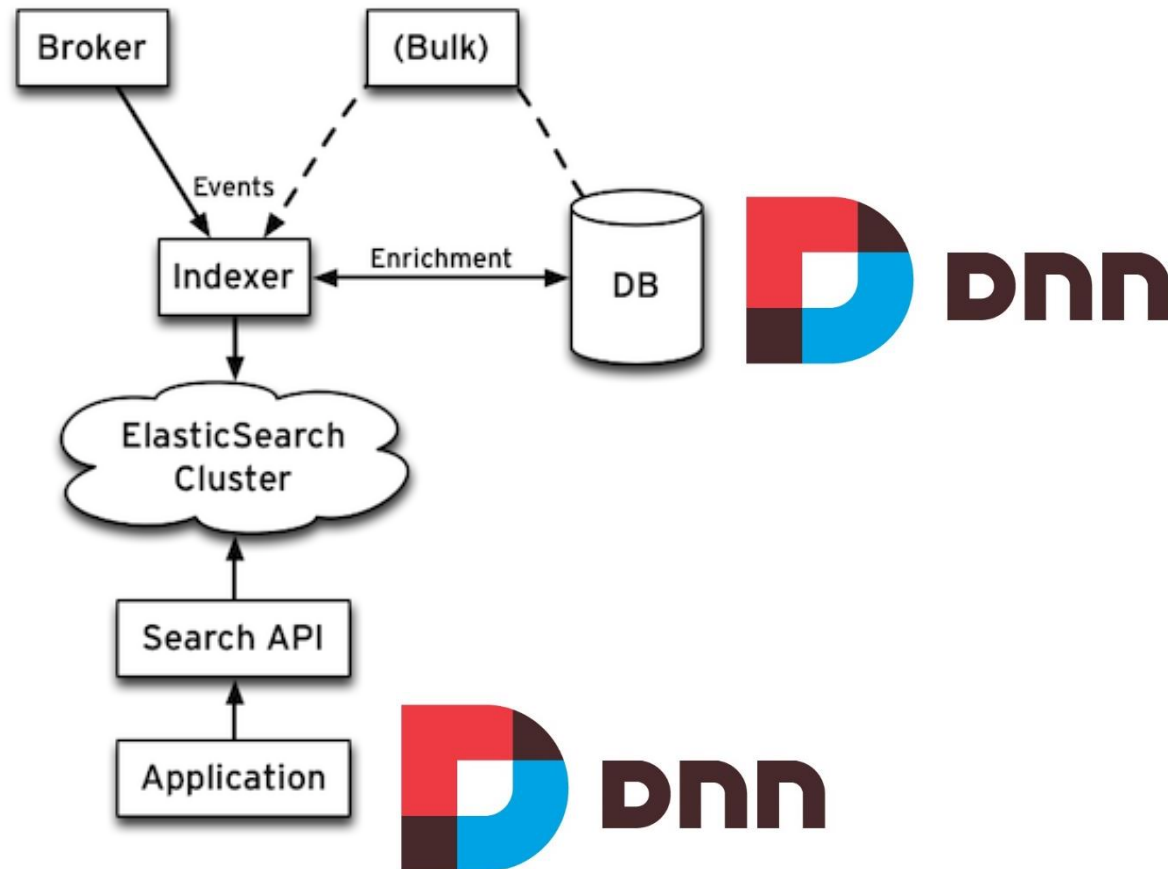 Broker
(Bulk)
Events
Indexer
Enrichment
DB
DNN
ElasticSearch
Cluster
Search API
Application
DNN